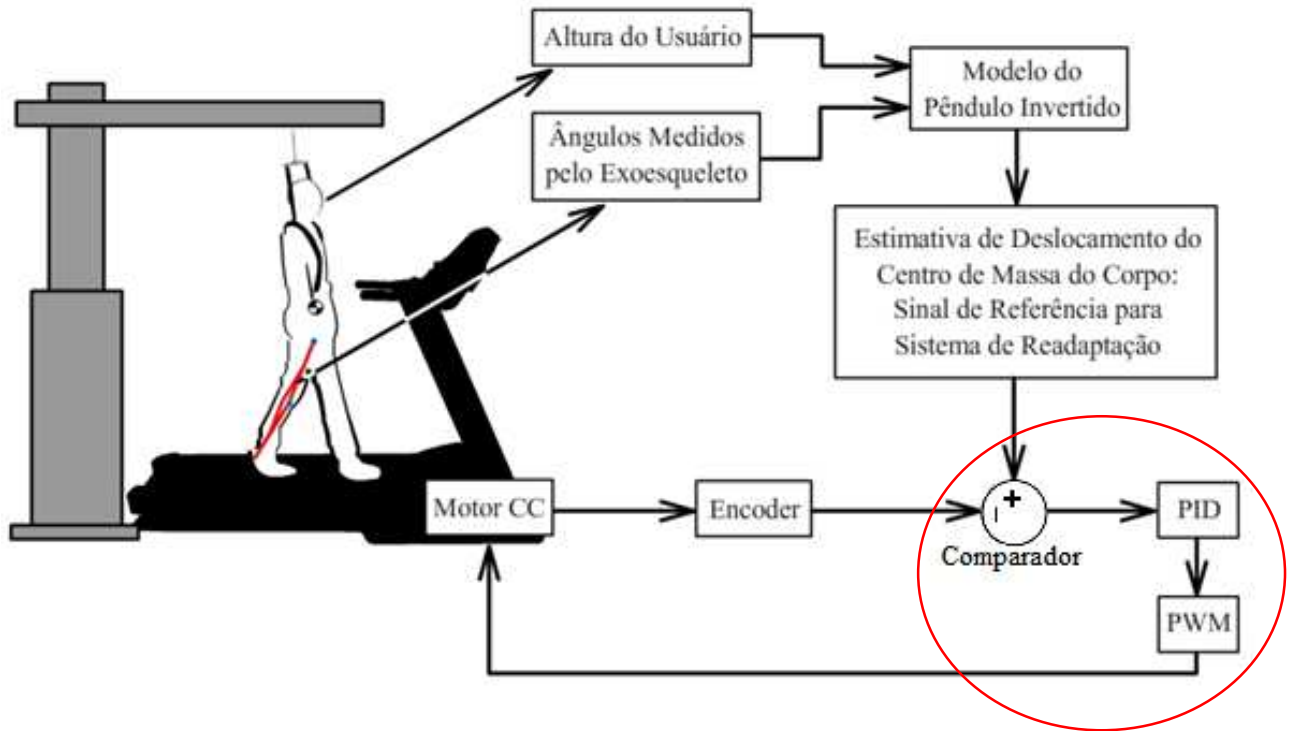 Altura do Usuário
Modelo do
Pêndulo Invertido
Ângulos Medidos
pelo Exoesqueleto
Estimativa de Deslocamento do
Centro de Massa do Corpo:
Sinal de Referência para
Sistema de Readaptação
Motor CC
Encoder
+
PID
Comparador
PWM